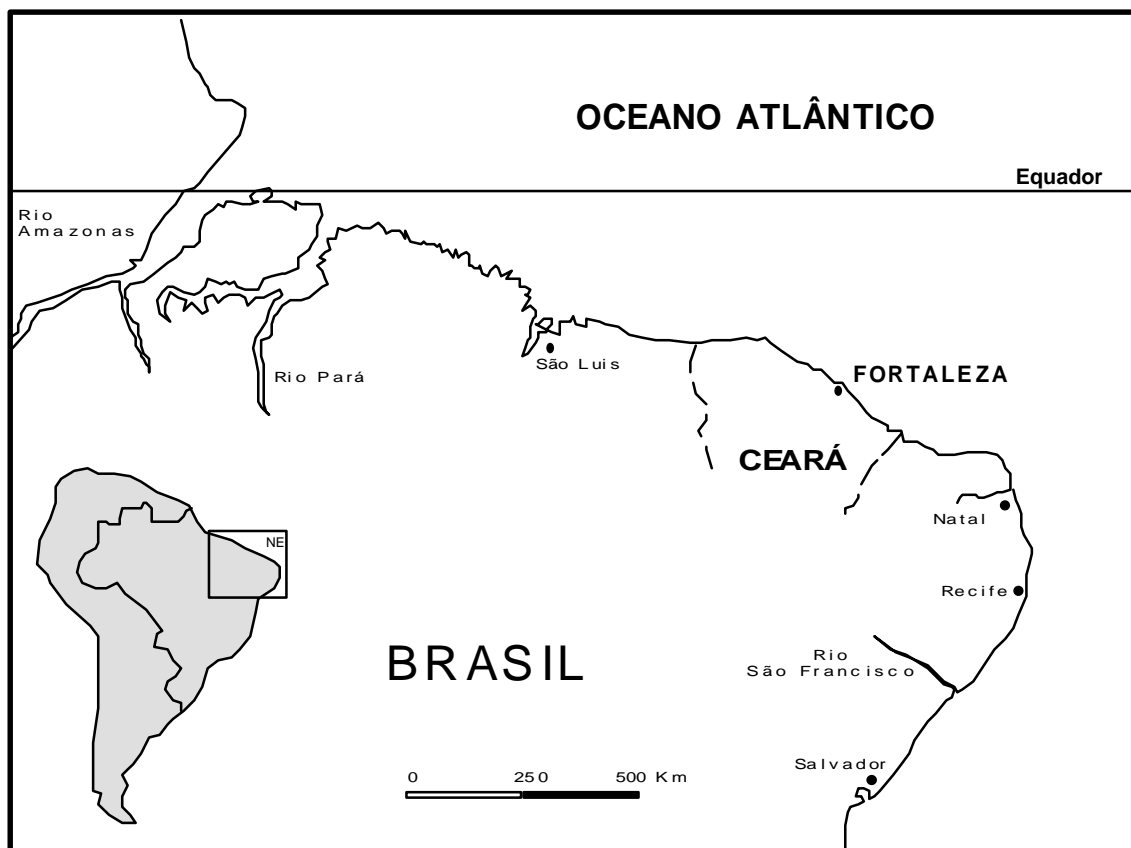 OCEANO ATLÂNTICO
Equador
Rio
Amazonas
São Luis
Rio Pará
FORTALEZA
CEARÁ
Natal
NE
Recife
BRASIL
Rio
São Francisco
Salvador
0 250 500 Km